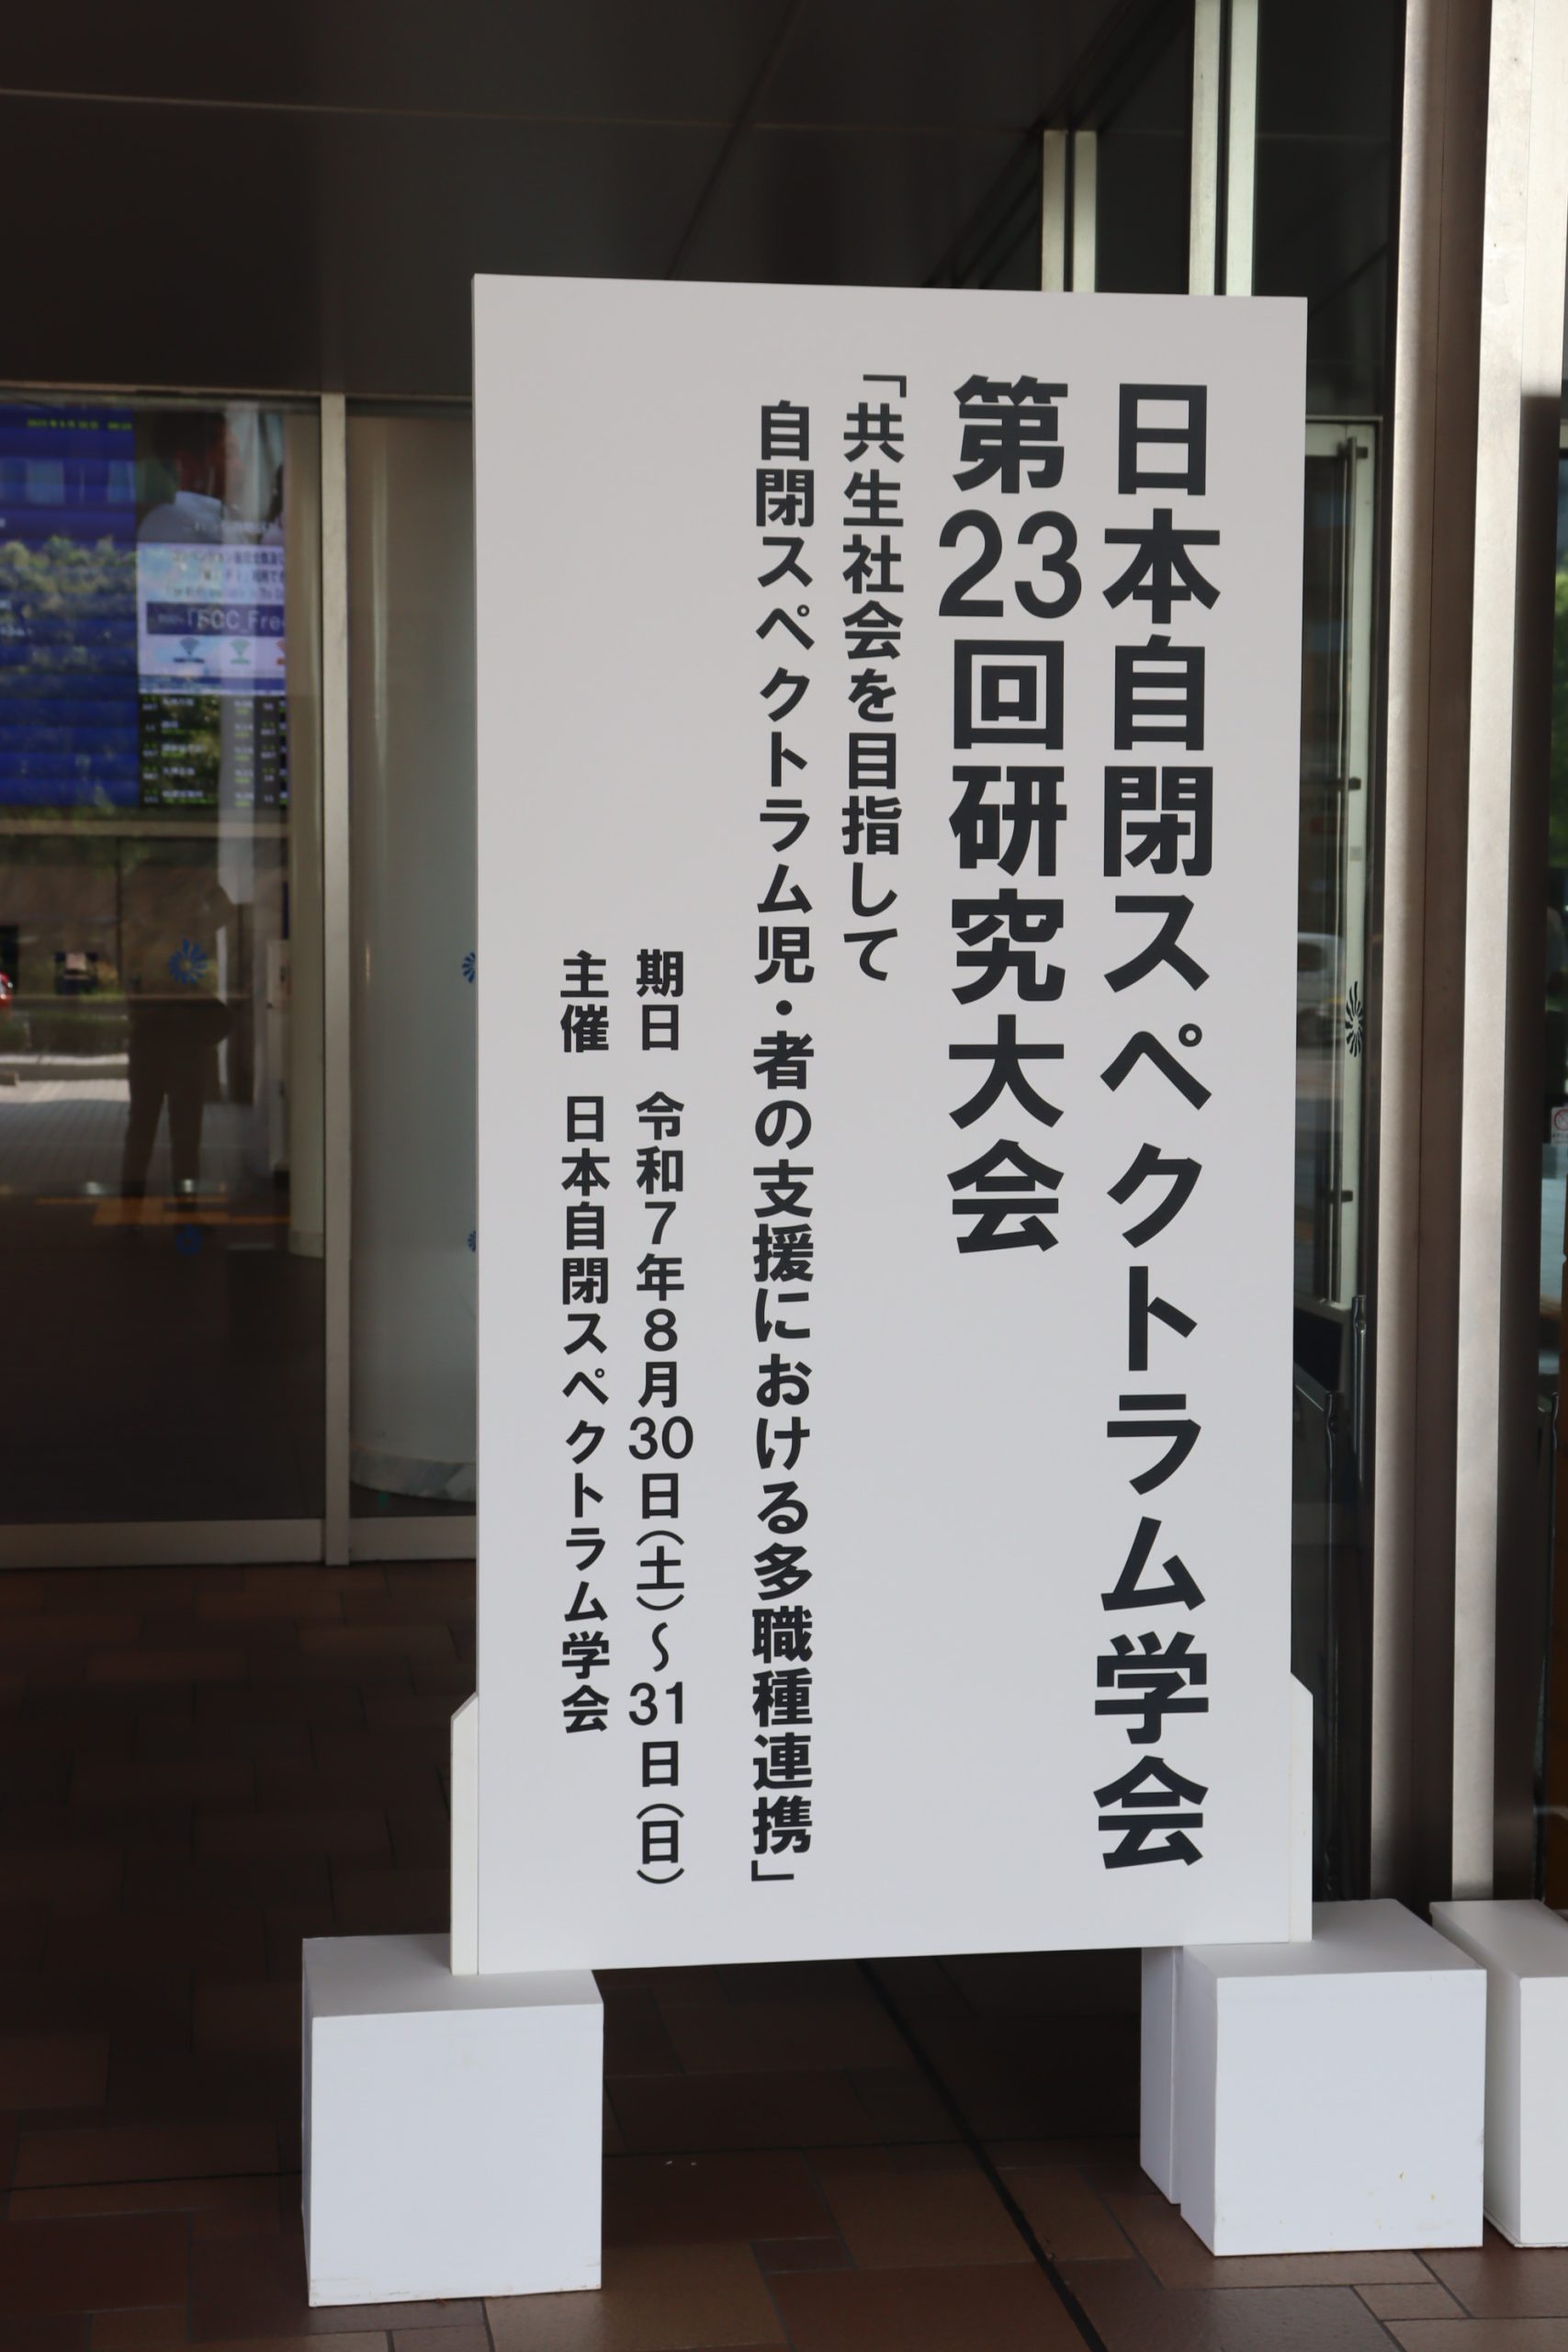 日本自閉スペクトラム学会
第23回研究大会
「共生社会を目指して
自閉スペクトラム児・者の支援における多職種連携」
期日 令和7年8月30日(土)〜31日(日)
主催 日本自閉スペクトラム学会